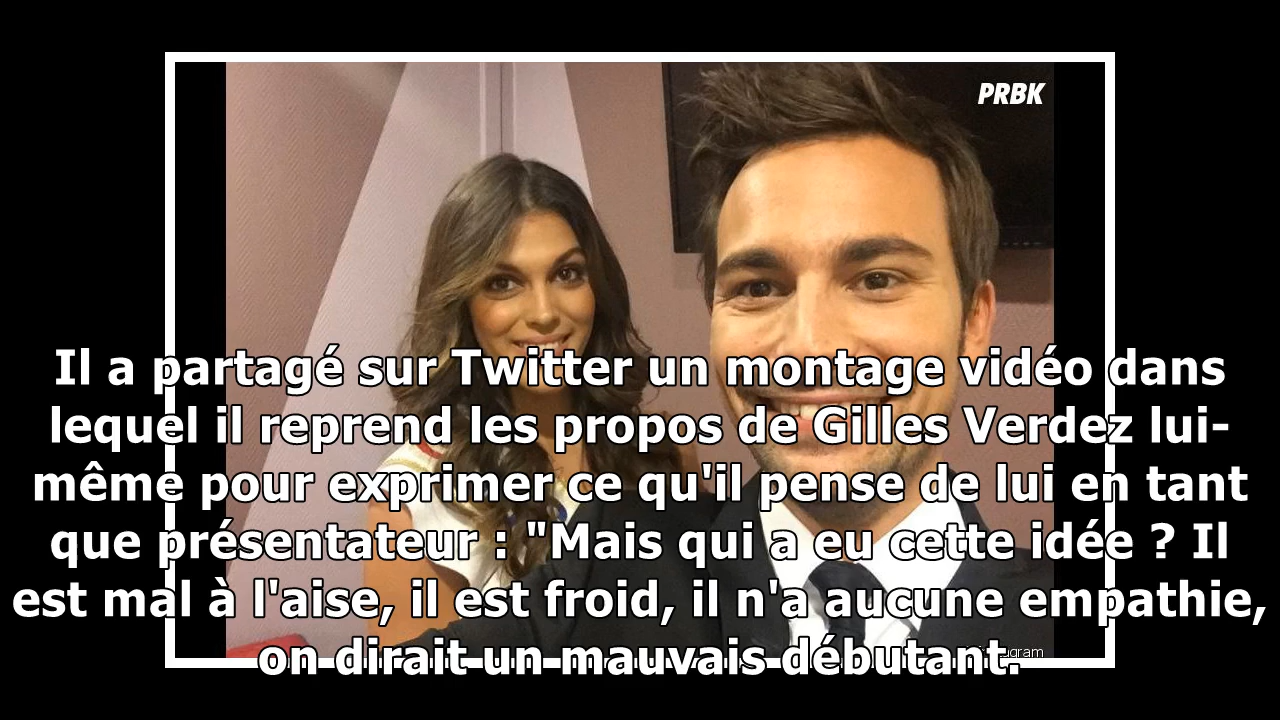 PRBK
Il a partagé sur Twitter un montage vidéo dans
lequel il reprend les propos de Gilles Verdez lui-
même pour exprimer ce qu'il pense de lui en tant
que présentateur : "Mais qui a eu cette idée ? Il
est mal à l'aise, il est froid, il n'a aucune empathie,
on dirait un mauvais débutant.